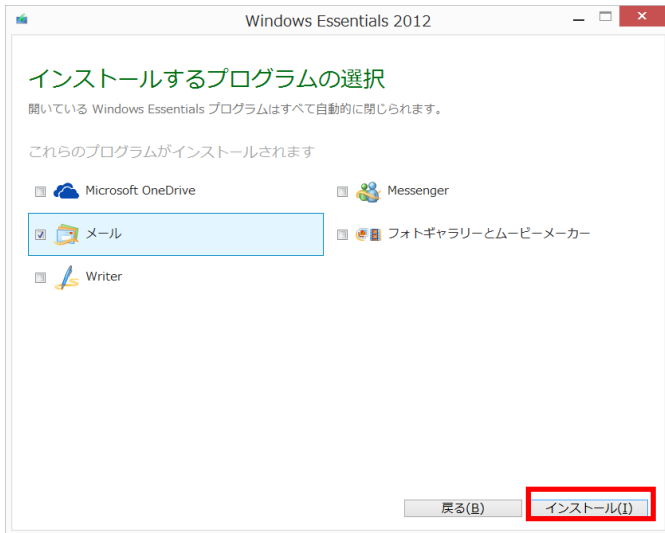 Windows Essentials 2012
インストールするプログラムの選択
開いている Windows Essentials プログラムはすべて自動的に閉じられます。
これらのプログラムがインストールされます
Microsoft OneDrive
Messenger
メール
フォトギャラリーとムービーメーカー
Writer
戻る(B)
インストール(I)